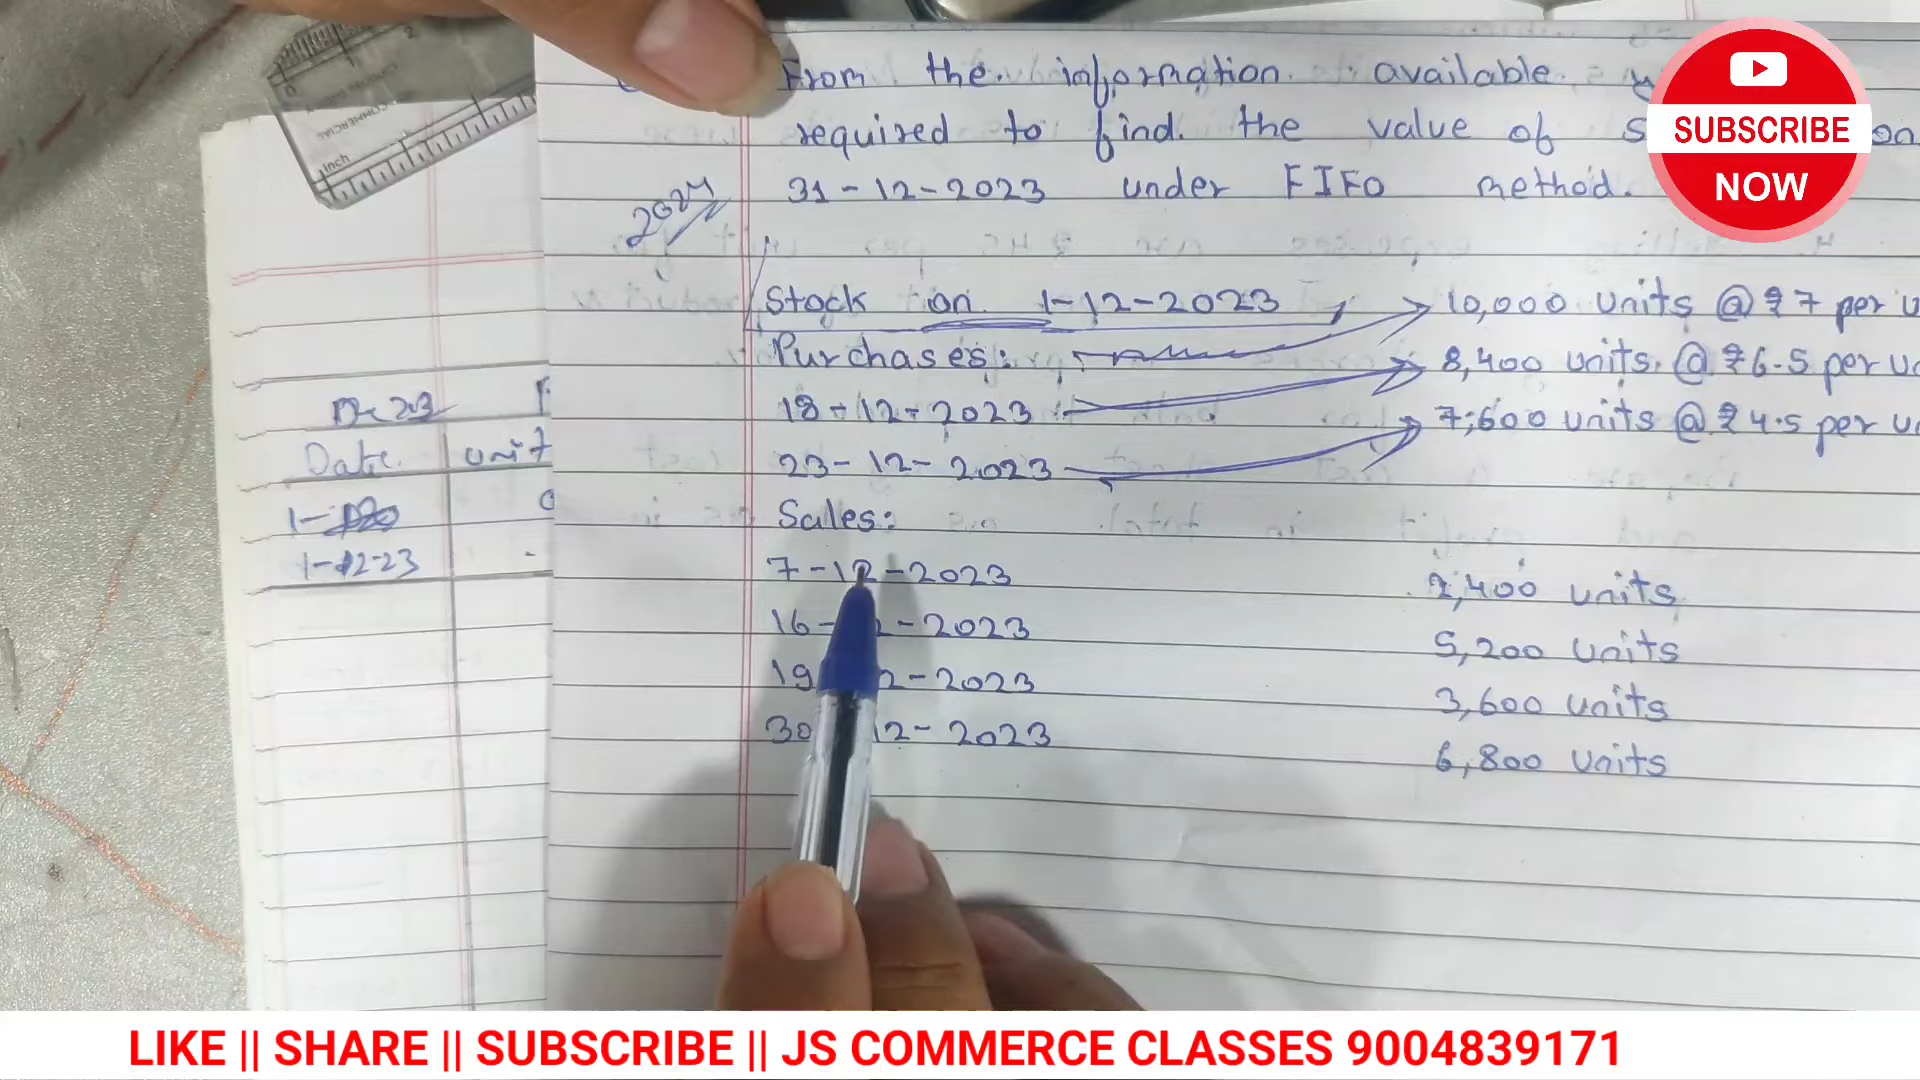 From the information available
required to find the value of on
31-12-2023 under FIFO method.
2024
Stock on 1-12-2023 10,000 units @ ₹7 per
Purchases: 8,400 units. @ ₹6.5 per
18-12-2023 7,600 units @ ₹4.5 per
23-12-2023
Sales:
7-12-2023 2,400 units
16- 2-2023 5,200 units
19 2-2023 3,600 units
30 12-2023 6,800 units
Date unit
1-12-23
inch
SUBSCRIBE
NOW
LIKE || SHARE || SUBSCRIBE || JS COMMERCE CLASSES 9004839171